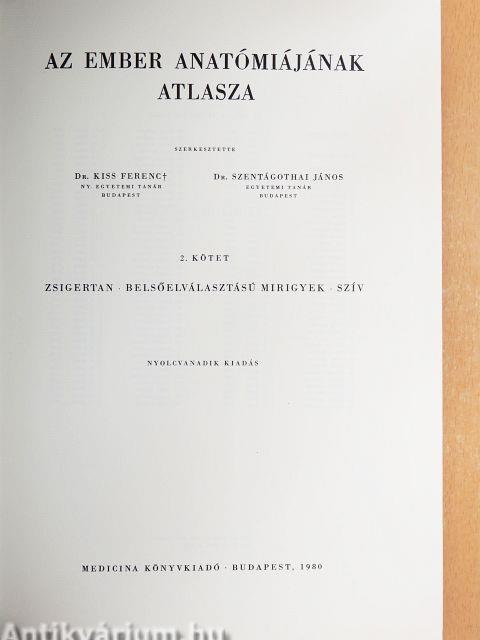 AZ EMBER ANATÓMIÁJÁNAK
ATLASZA
SZERKESZTETTE
DR. KISS FERENC†
NY. EGYETEMI TANÁR
BUDAPEST
DR. SZENTÁGOTHAI JÁNOS
EGYETEMI TANÁR
BUDAPEST
2. KÖTET
ZSIGERTAN · BELSŐELVÁLASZTÁSÚ MIRIGYEK · SZÍV
NYOLCVANADIK KIADÁS
MEDICINA KÖNYVKIADÓ · BUDAPEST, 1980
Antikvárium.hu